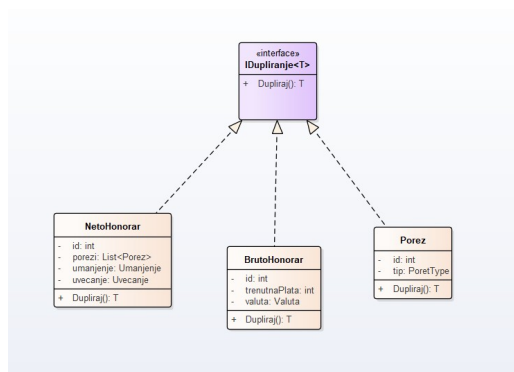 «interface»
IDupliranje<T>
+ Dupliraj(): T
NetoHonorar
- id: int
- porezi: List<Porez>
- umanjenje: Umanjenje
- uvecanje: Uvecanje
+ Dupliraj(): T
BrutoHonorar
- id: int
- trenutnaPlata: int
- valuta: Valuta
+ Dupliraj(): T
Porez
- id: int
- tip: PoretType
+ Dupliraj(): T